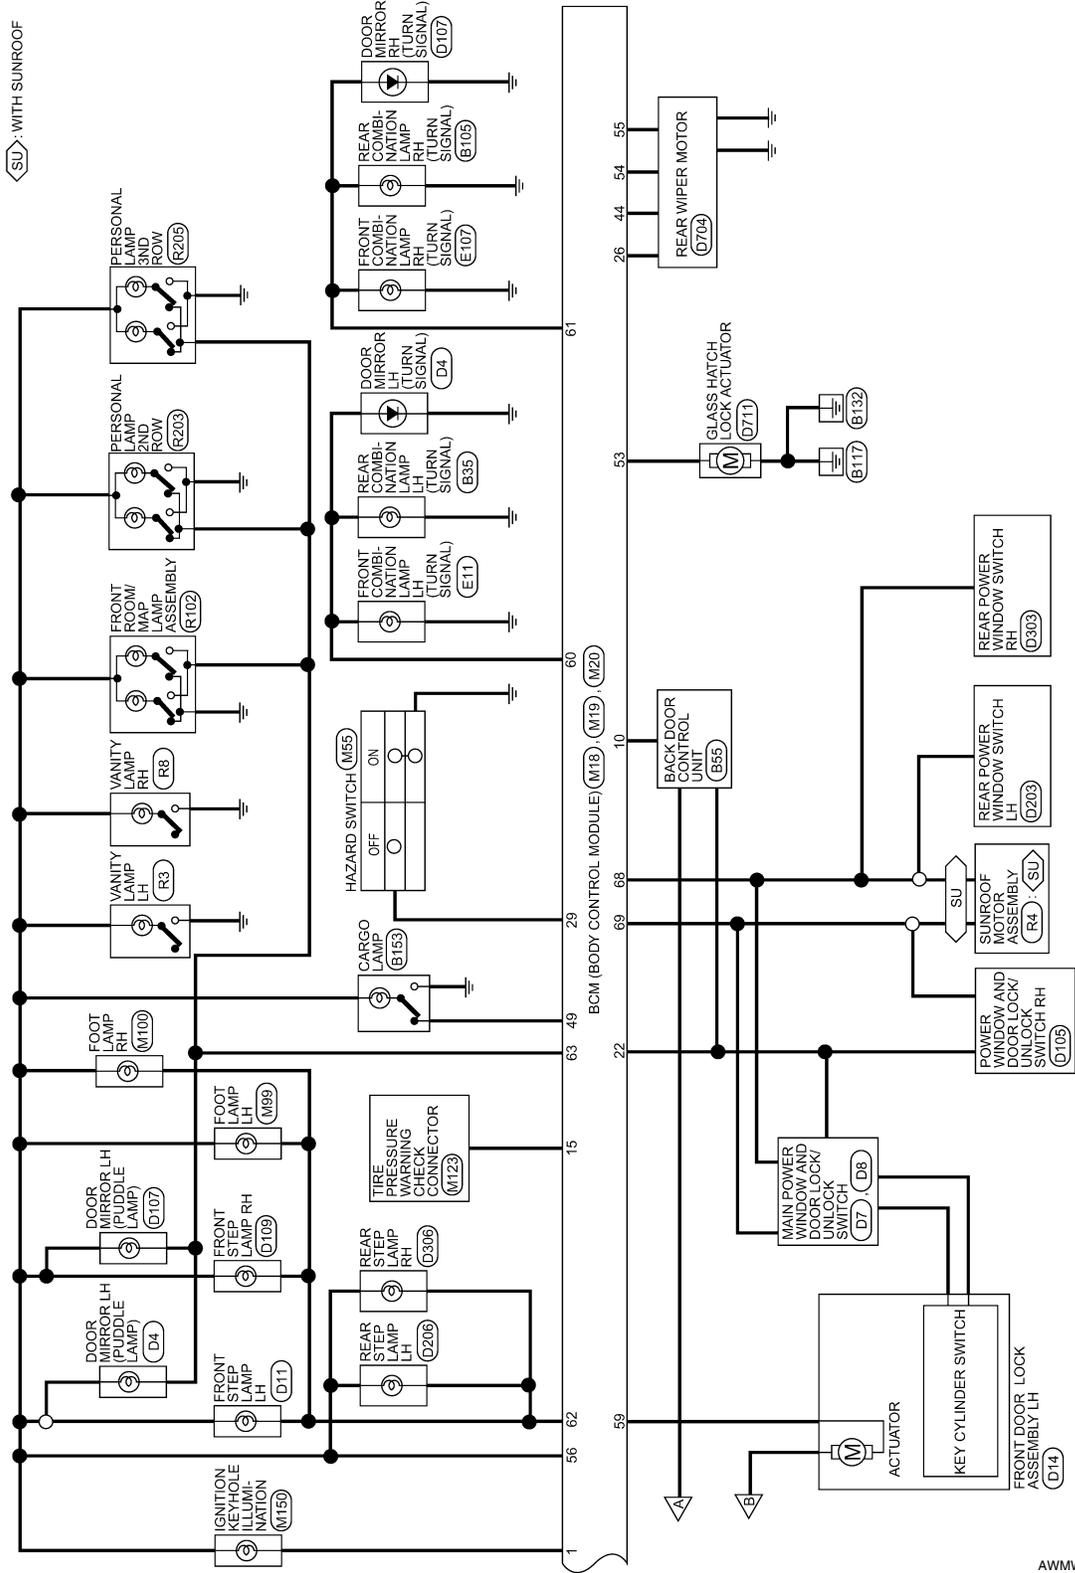 SU : WITH SUNROOF
IGNITION
KEYHOLE
ILLUMI-
NATION
M150
FRONT
STEP
LAMP
LH
D11
DOOR
MIRROR LH
(PUDDLE
LAMP)
D4
FRONT
STEP
LAMP RH
D109
DOOR
MIRROR LH
(PUDDLE
LAMP)
D107
FOOT
LAMP
LH
M99
FOOT
LAMP
RH
M100
VANITY
LAMP
LH
R3
VANITY
LAMP
RH
R8
FRONT
ROOM/
MAP
LAMP
ASSEMBLY
R102
PERSONAL
LAMP
2ND
ROW
R203
PERSONAL
LAMP
3ND
ROW
R205
REAR
STEP
LAMP
LH
D206
REAR
STEP
LAMP
RH
D306
TIRE
PRESSURE
WARNING
CHECK
CONNECTOR
M123
CARGO
LAMP
B153
HAZARD SWITCH M55
OFF
ON
FRONT
COMBI-
NATION
LAMP
LH
(TURN
SIGNAL)
E11
REAR
COMBI-
NATION
LAMP
LH
(TURN
SIGNAL)
B35
DOOR
MIRROR
LH
(TURN
SIGNAL)
D4
FRONT
COMBI-
NATION
LAMP
RH
(TURN
SIGNAL)
E107
REAR
COMBI-
NATION
LAMP
RH
(TURN
SIGNAL)
B105
DOOR
MIRROR
RH
(TURN
SIGNAL)
D107
1
56
62
15
63
49
29
60
61
BCM (BODY CONTROL MODULE) M18 , M19 , M20
59
22
69
68
10
53
26
44
54
55
A
B
M
ACTUATOR
KEY CYLINDER SWITCH
FRONT DOOR LOCK
ASSEMBLY LH
D14
MAIN POWER
WINDOW AND
DOOR LOCK/
UNLOCK
SWITCH
D7 , D8
BACK DOOR
CONTROL
UNIT
B55
POWER
WINDOW AND
DOOR LOCK/
UNLOCK
SWITCH RH
D105
SU
SUNROOF
MOTOR
ASSEMBLY
R4 : SU
REAR POWER
WINDOW SWITCH
LH
D203
REAR POWER
WINDOW SWITCH
RH
D303
GLASS HATCH
LOCK ACTUATOR
D711
M
B117
B132
REAR WIPER MOTOR
D704